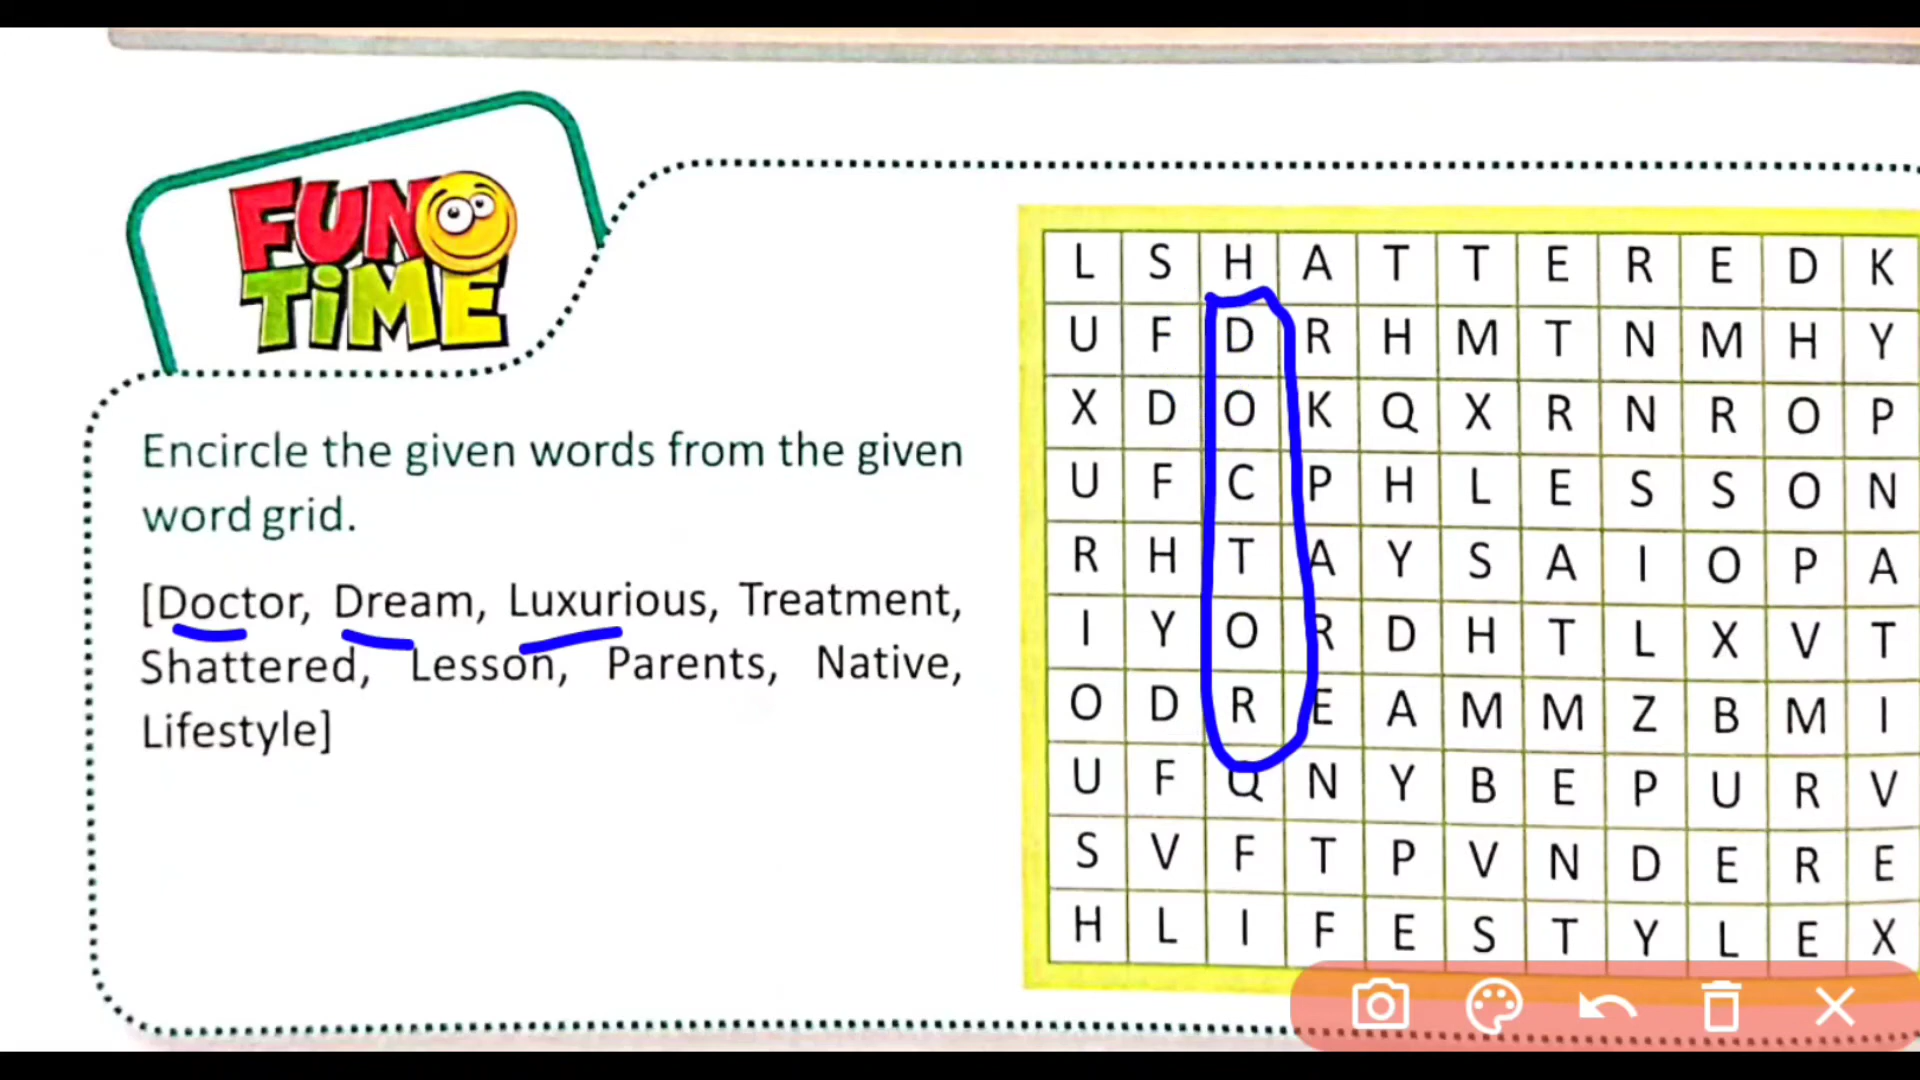 FUN
TiME
Encircle the given words from the given
word grid.
[Doctor, Dream, Luxurious, Treatment,
Shattered, Lesson, Parents, Native,
Lifestyle]
L S H A T T E R E D K
U F D R H M T N M H Y
X D O K Q X R N R O P
U F C P H L E S S O N
R H T A Y S A I O P A
I Y O R D H T L X V T
O D R E A M M Z B M I
U F Q N Y B E P U R V
S V F T P V N D E R E
H L I F E S T Y L E X